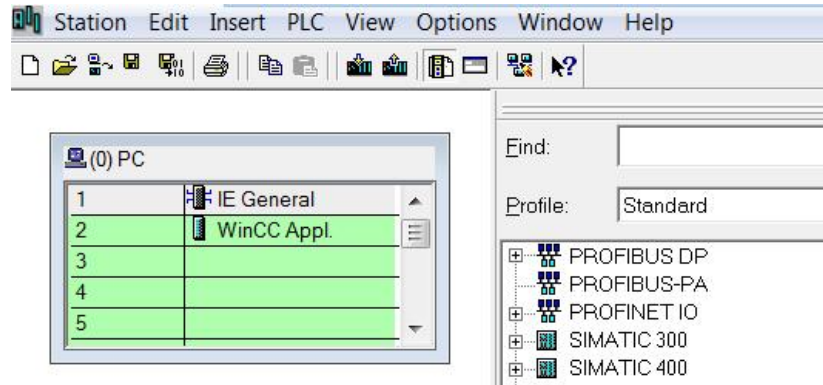 Station Edit Insert PLC View Options Window Help
(0) PC
1 IE General
2 WinCC Appl.
3
4
5
Find:
Profile: Standard
PROFIBUS DP
PROFIBUS-PA
PROFINET IO
SIMATIC 300
SIMATIC 400